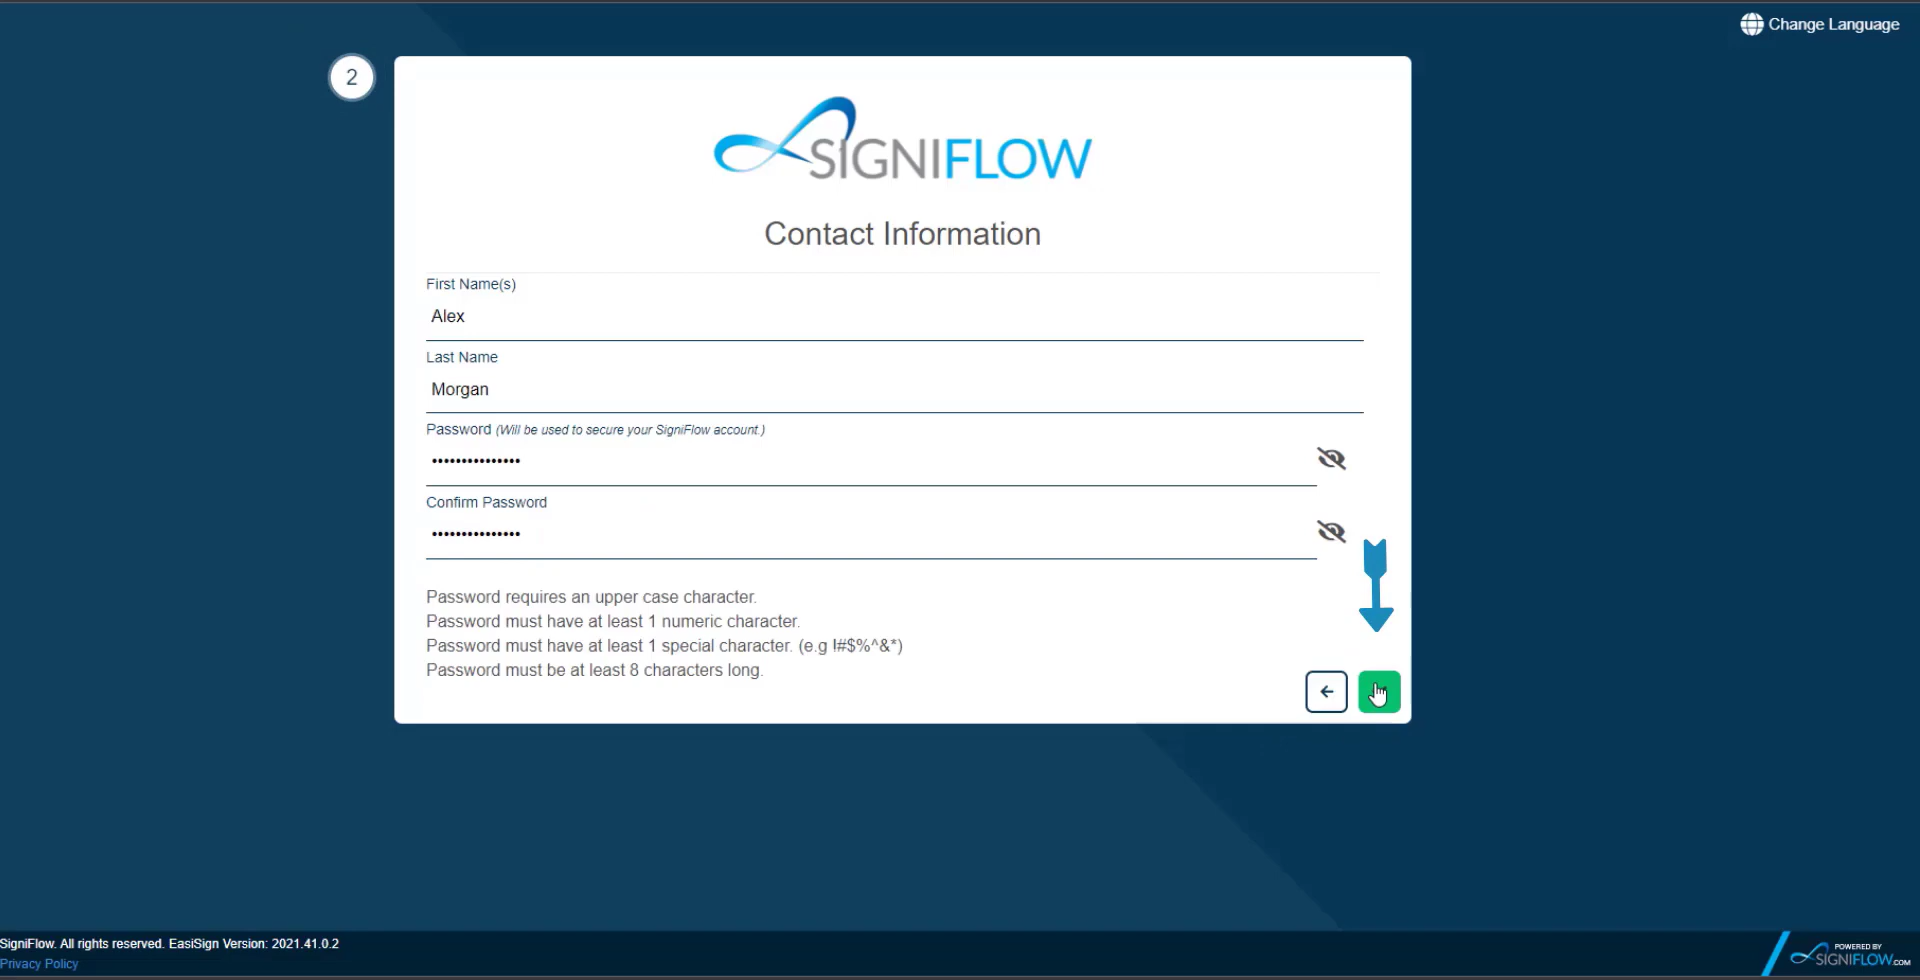 Change Language
2
SIGNIFLOW
Contact Information
First Name(s)
Alex
Last Name
Morgan
Password (Will be used to secure your SigniFlow account.)
•••••••••••••••
Confirm Password
•••••••••••••••
Password requires an upper case character.
Password must have at least 1 numeric character.
Password must have at least 1 special character. (e.g !#$%^&*)
Password must be at least 8 characters long.
SigniFlow. All rights reserved. EasiSign Version: 2021.41.0.2
Privacy Policy
POWERED BY
SIGNIFLOW.COM